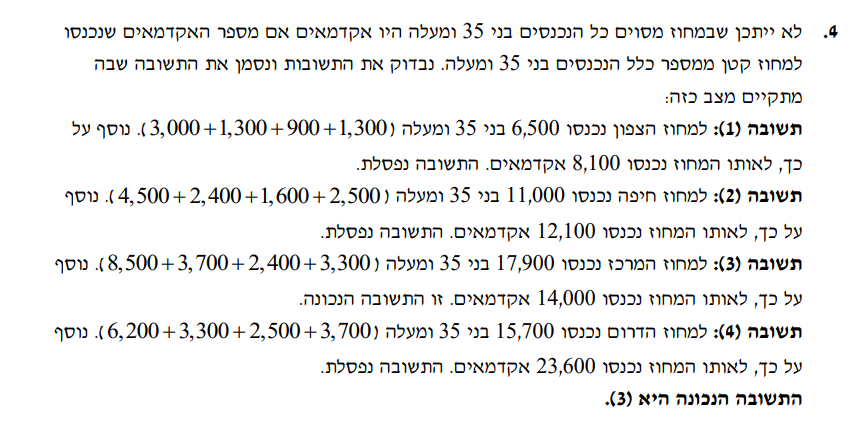 4. לא ייתכן שבמחוז מסוים כל הנכנסים בני 35 ומעלה היו אקדמאים אם מספר האקדמאים שנכנסו
למחוז קטן ממספר כלל הנכנסים בני 35 ומעלה. נבדוק את התשובות ונסמן את התשובה שבה
מתקיים מצב כזה:
תשובה (1): למחוז הצפון נכנסו 6,500 בני 35 ומעלה (3,000+1,300+900+1,300). נוסף על
כך, לאותו המחוז נכנסו 8,100 אקדמאים. התשובה נפסלת.
תשובה (2): למחוז חיפה נכנסו 11,000 בני 35 ומעלה (4,500+2,400+1,600+2,500). נוסף
על כך, לאותו המחוז נכנסו 12,100 אקדמאים. התשובה נפסלת.
תשובה (3): למחוז המרכז נכנסו 17,900 בני 35 ומעלה (8,500+3,700+2,400+3,300). נוסף
על כך, לאותו המחוז נכנסו 14,000 אקדמאים. זו התשובה הנכונה.
תשובה (4): למחוז הדרום נכנסו 15,700 בני 35 ומעלה (6,200+3,300+2,500+3,700). נוסף
על כך, לאותו המחוז נכנסו 23,600 אקדמאים. התשובה נפסלת.
התשובה הנכונה היא (3).